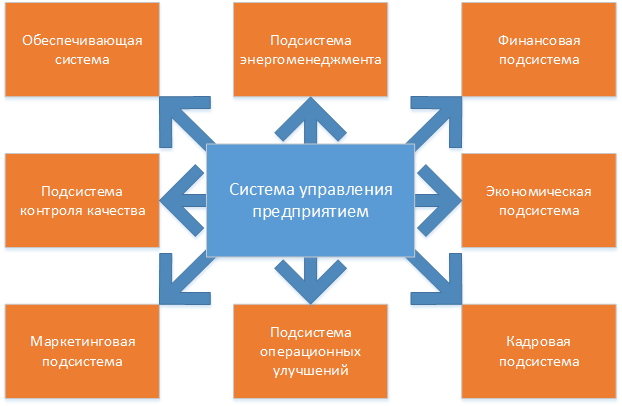 Обеспечивающая
система
Подсистема
энергоменеджмента
Финансовая
подсистема
Подсистема
контроля качества
Система управления
предприятием
Экономическая
подсистема
Маркетинговая
подсистема
Подсистема
операционных
улучшений
Кадровая
подсистема